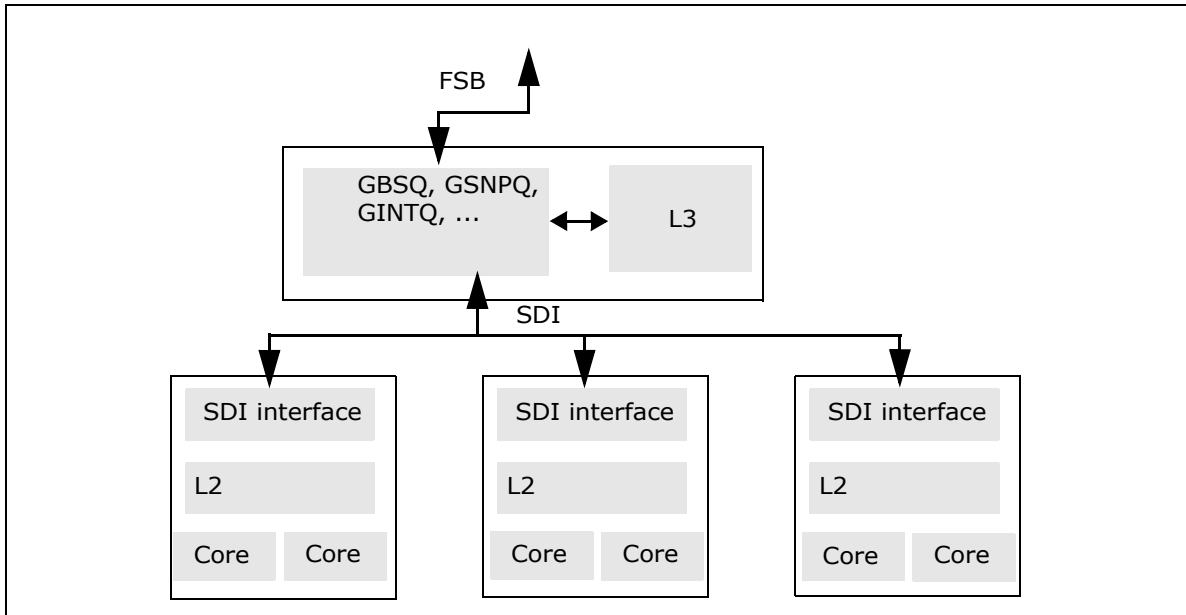 FSB
GBSQ, GSNPQ,
GINTQ, ...
L3
SDI
SDI interface
L2
Core Core
SDI interface
L2
Core Core
SDI interface
L2
Core Core